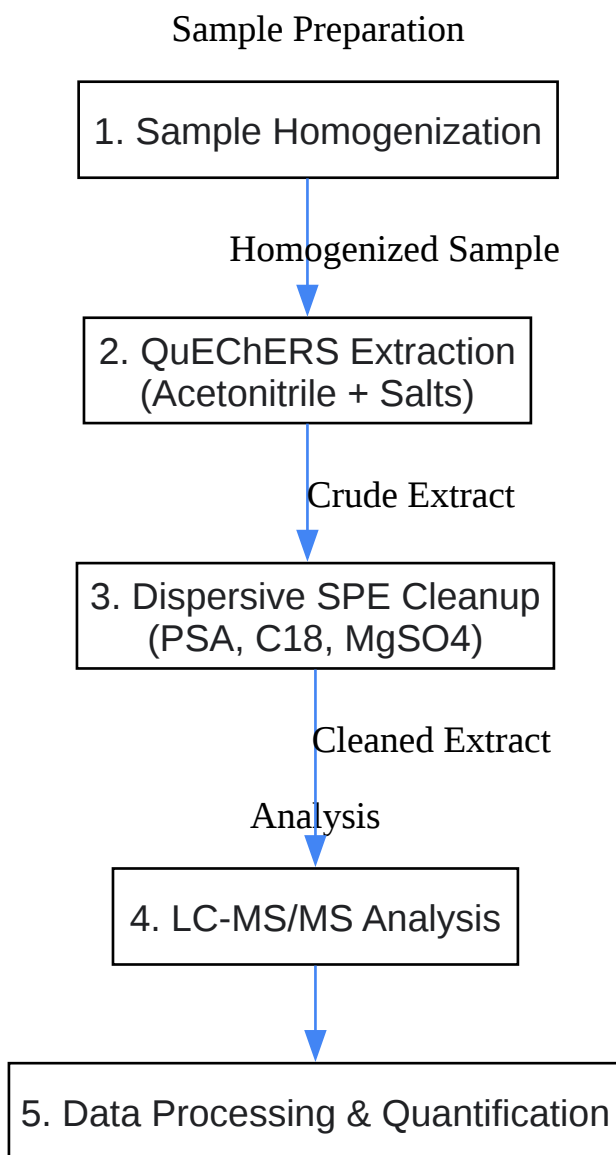 Sample Preparation
1. Sample Homogenization
Homogenized Sample
2. QuEChERS Extraction
(Acetonitrile + Salts)
Crude Extract
3. Dispersive SPE Cleanup
(PSA, C18, MgSO4)
Cleaned Extract
Analysis
4. LC-MS/MS Analysis
5. Data Processing & Quantification